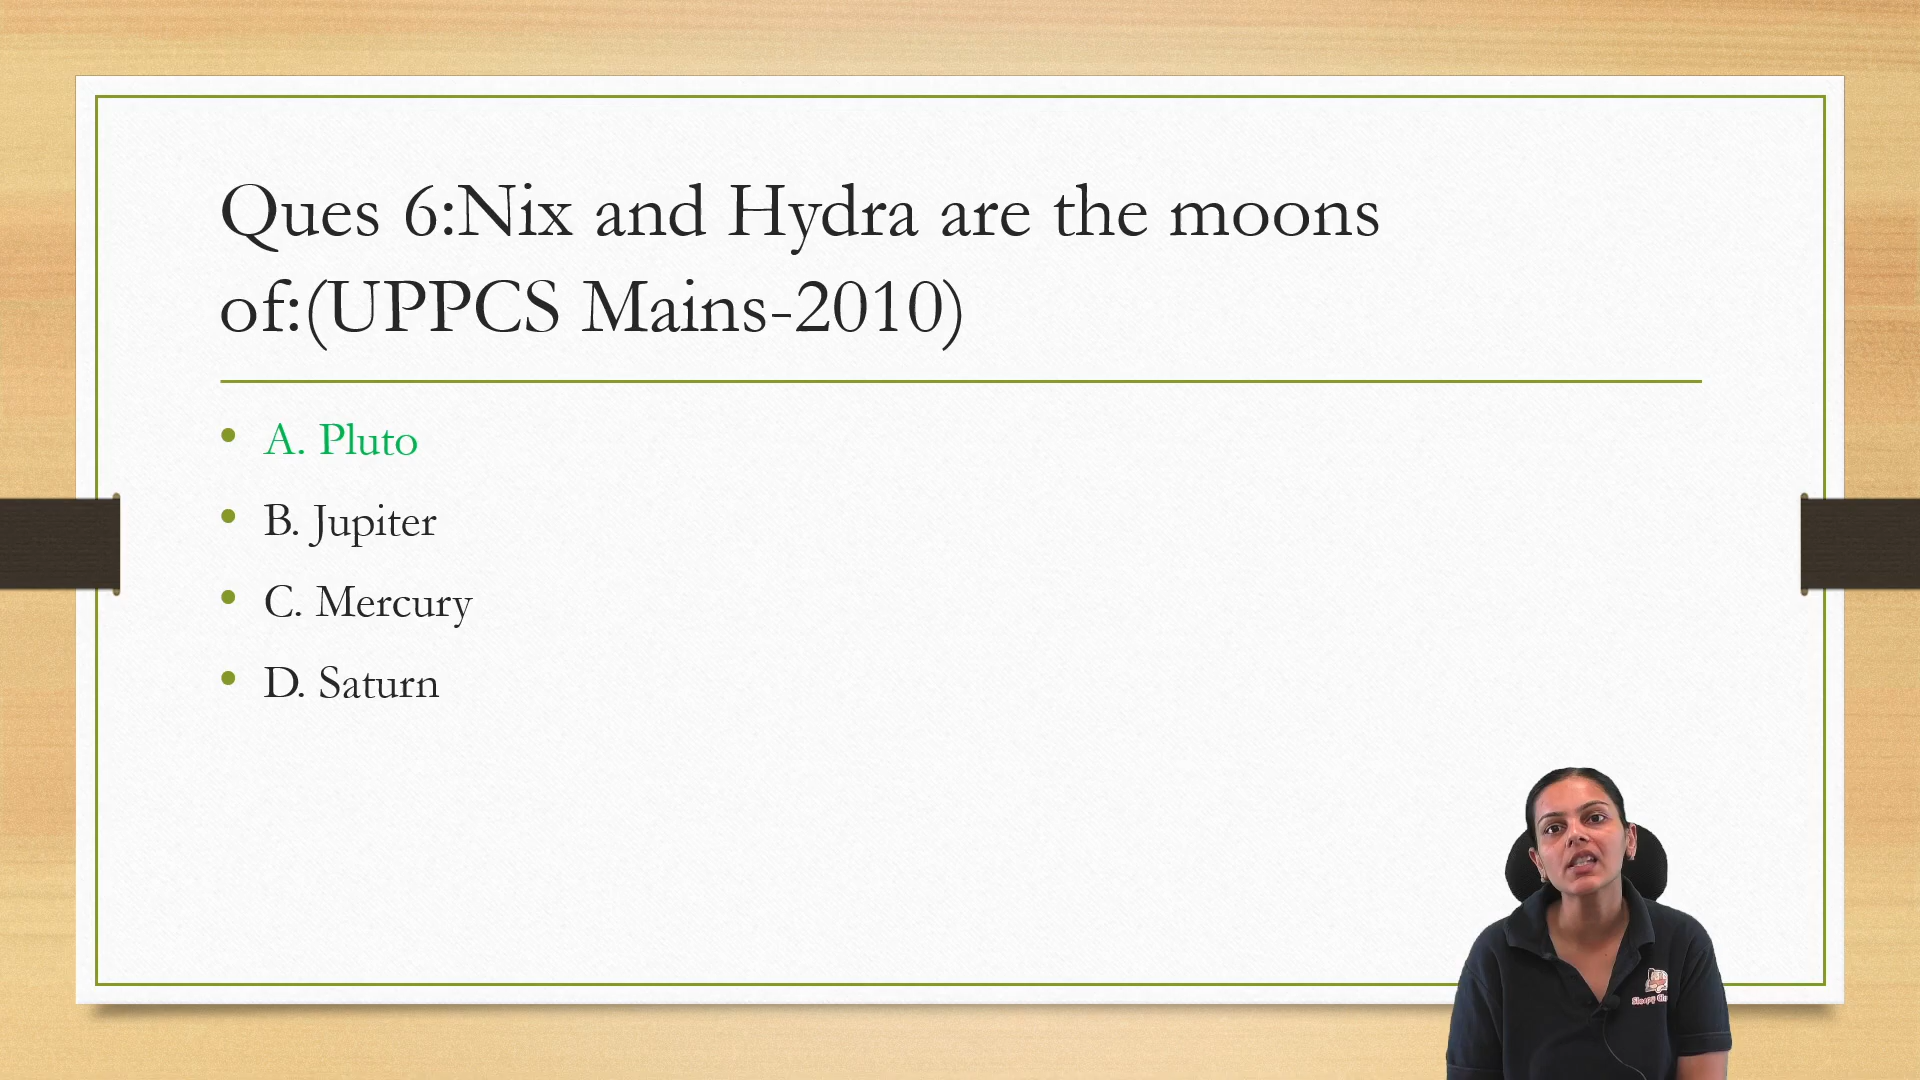 Ques 6:Nix and Hydra are the moons
of:(UPPCS Mains-2010)
• A. Pluto
• B. Jupiter
• C. Mercury
• D. Saturn